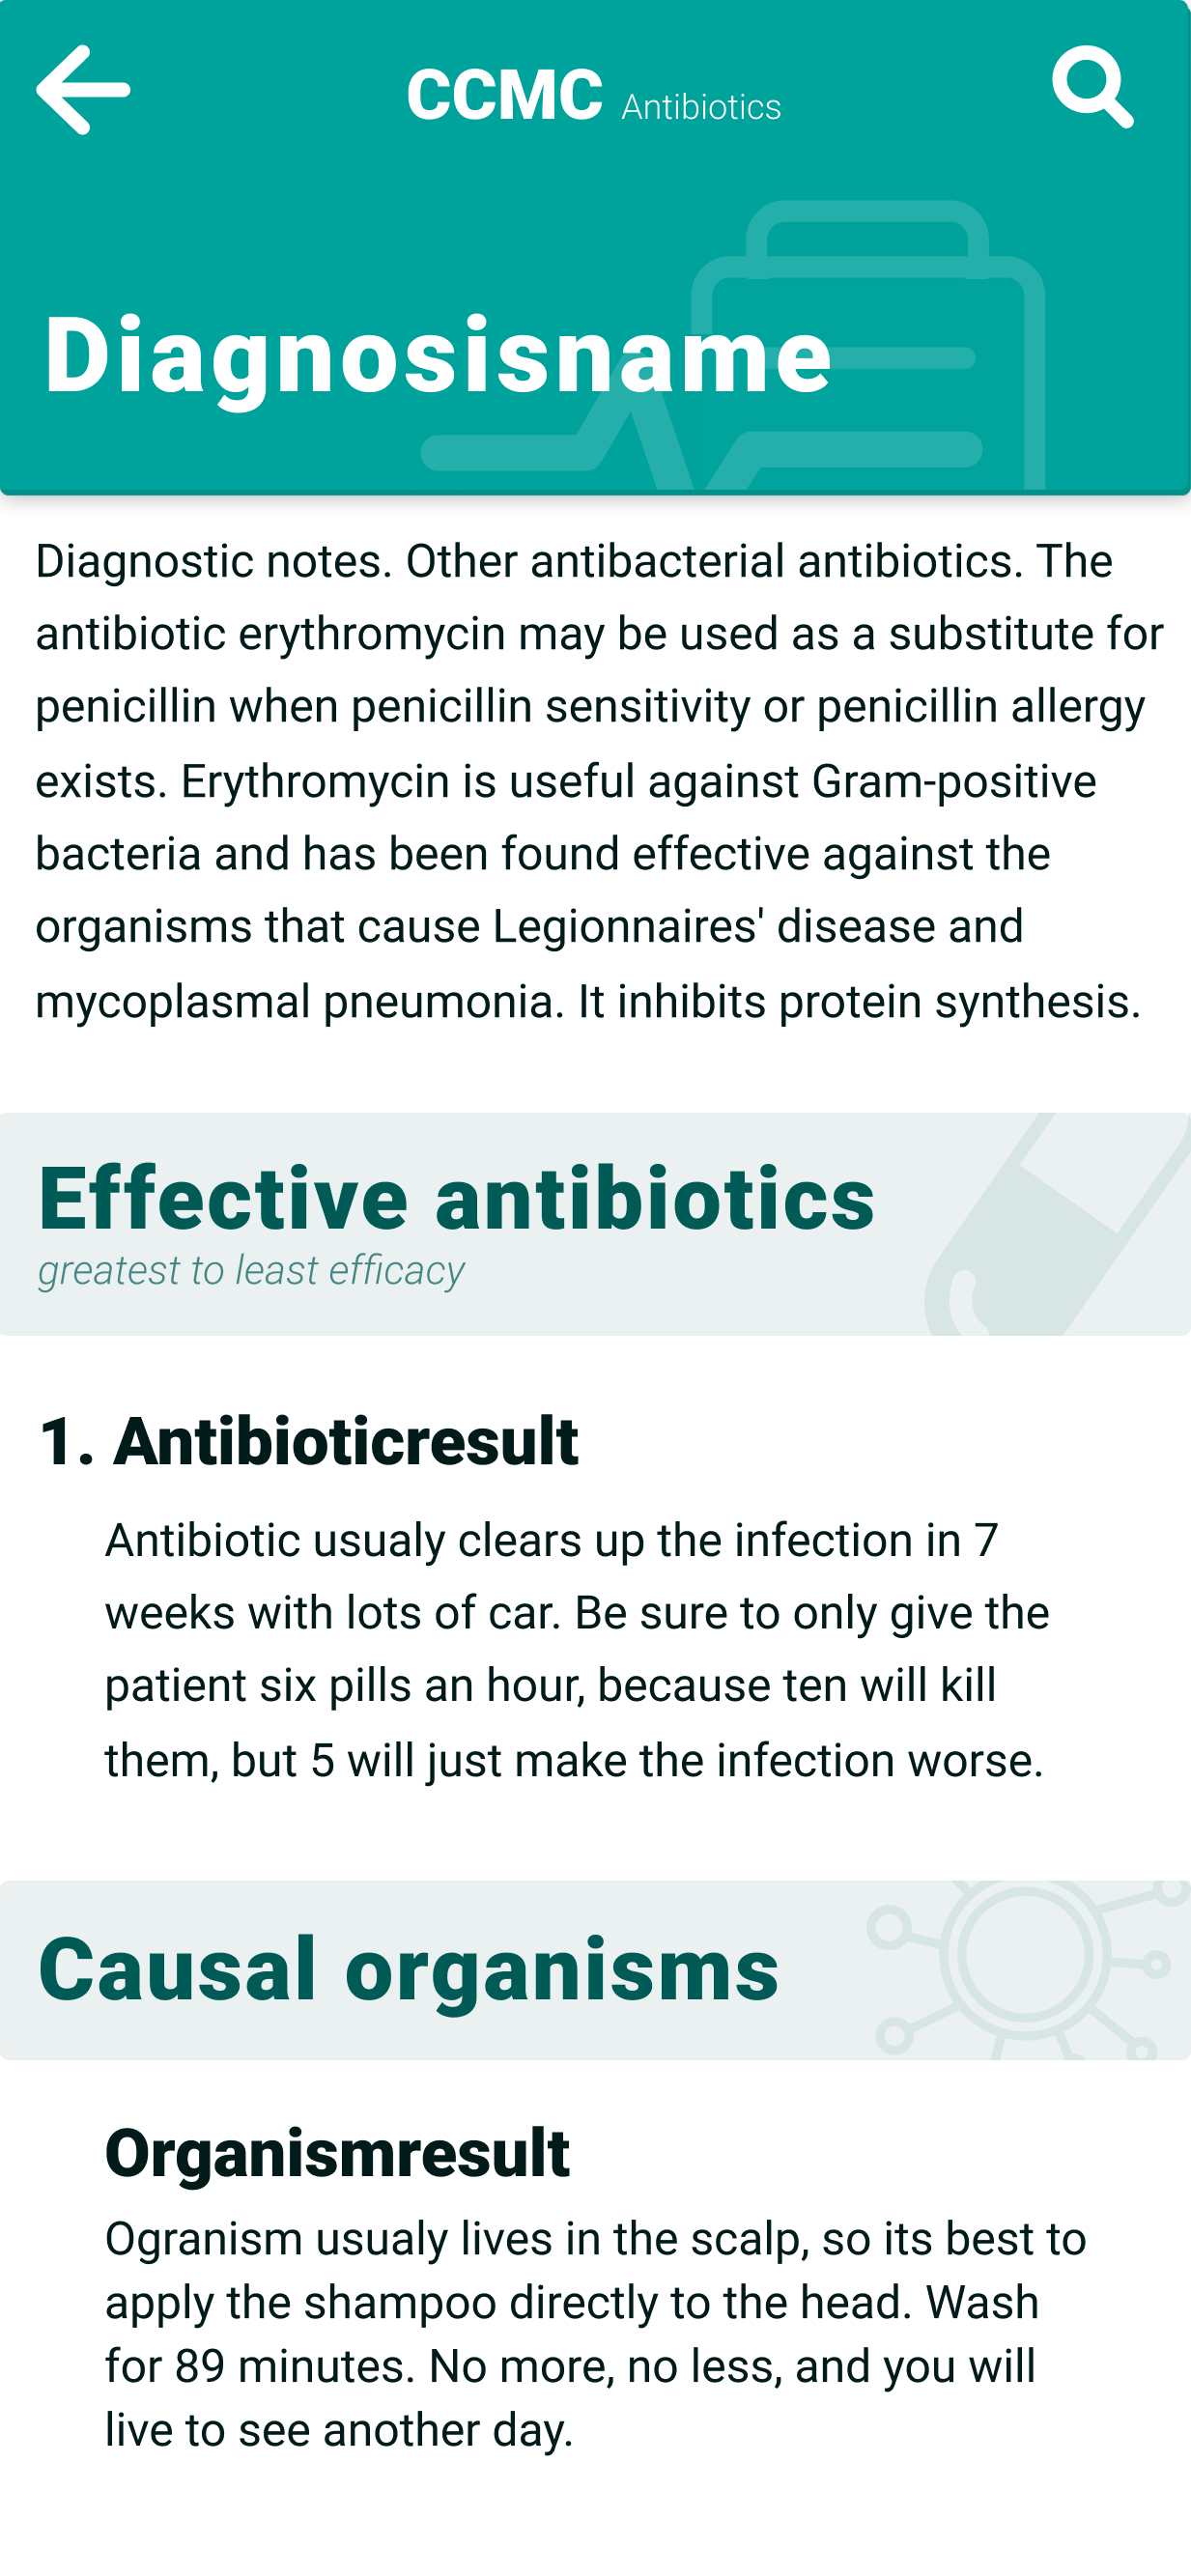 CCMC Antibiotics
Diagnosisname
Diagnostic notes. Other antibacterial antibiotics. The
antibiotic erythromycin may be used as a substitute for
penicillin when penicillin sensitivity or penicillin allergy
exists. Erythromycin is useful against Gram-positive
bacteria and has been found effective against the
organisms that cause Legionnaires' disease and
mycoplasmal pneumonia. It inhibits protein synthesis.
Effective antibiotics
greatest to least efficacy
1. Antibioticresult
Antibiotic usualy clears up the infection in 7
weeks with lots of car. Be sure to only give the
patient six pills an hour, because ten will kill
them, but 5 will just make the infection worse.
Causal organisms
Organismresult
Ogranism usualy lives in the scalp, so its best to
apply the shampoo directly to the head. Wash
for 89 minutes. No more, no less, and you will
live to see another day.